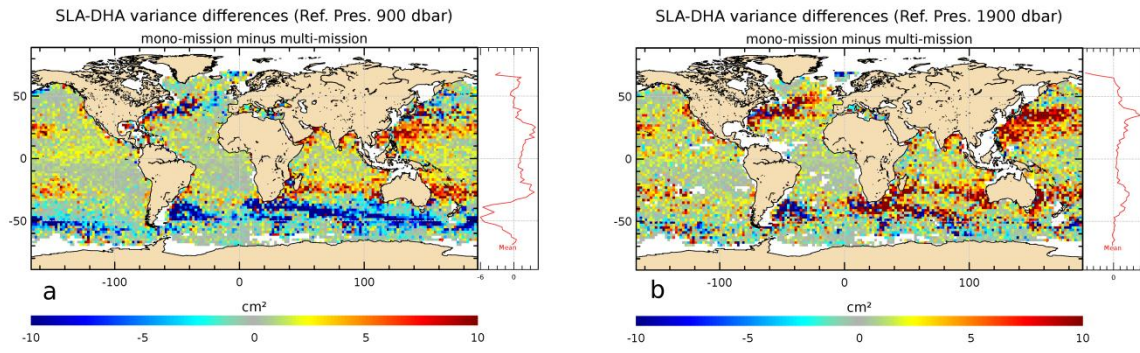 SLA-DHA variance differences (Ref. Pres. 900 dbar)
mono-mission minus multi-mission
50
0
-50
-100
0
100
Mean
-6
0
a
cm²
-10
-5
0
5
10
SLA-DHA variance differences (Ref. Pres. 1900 dbar)
mono-mission minus multi-mission
50
0
-50
-100
0
100
Mean
0
b
cm²
-10
-5
0
5
10